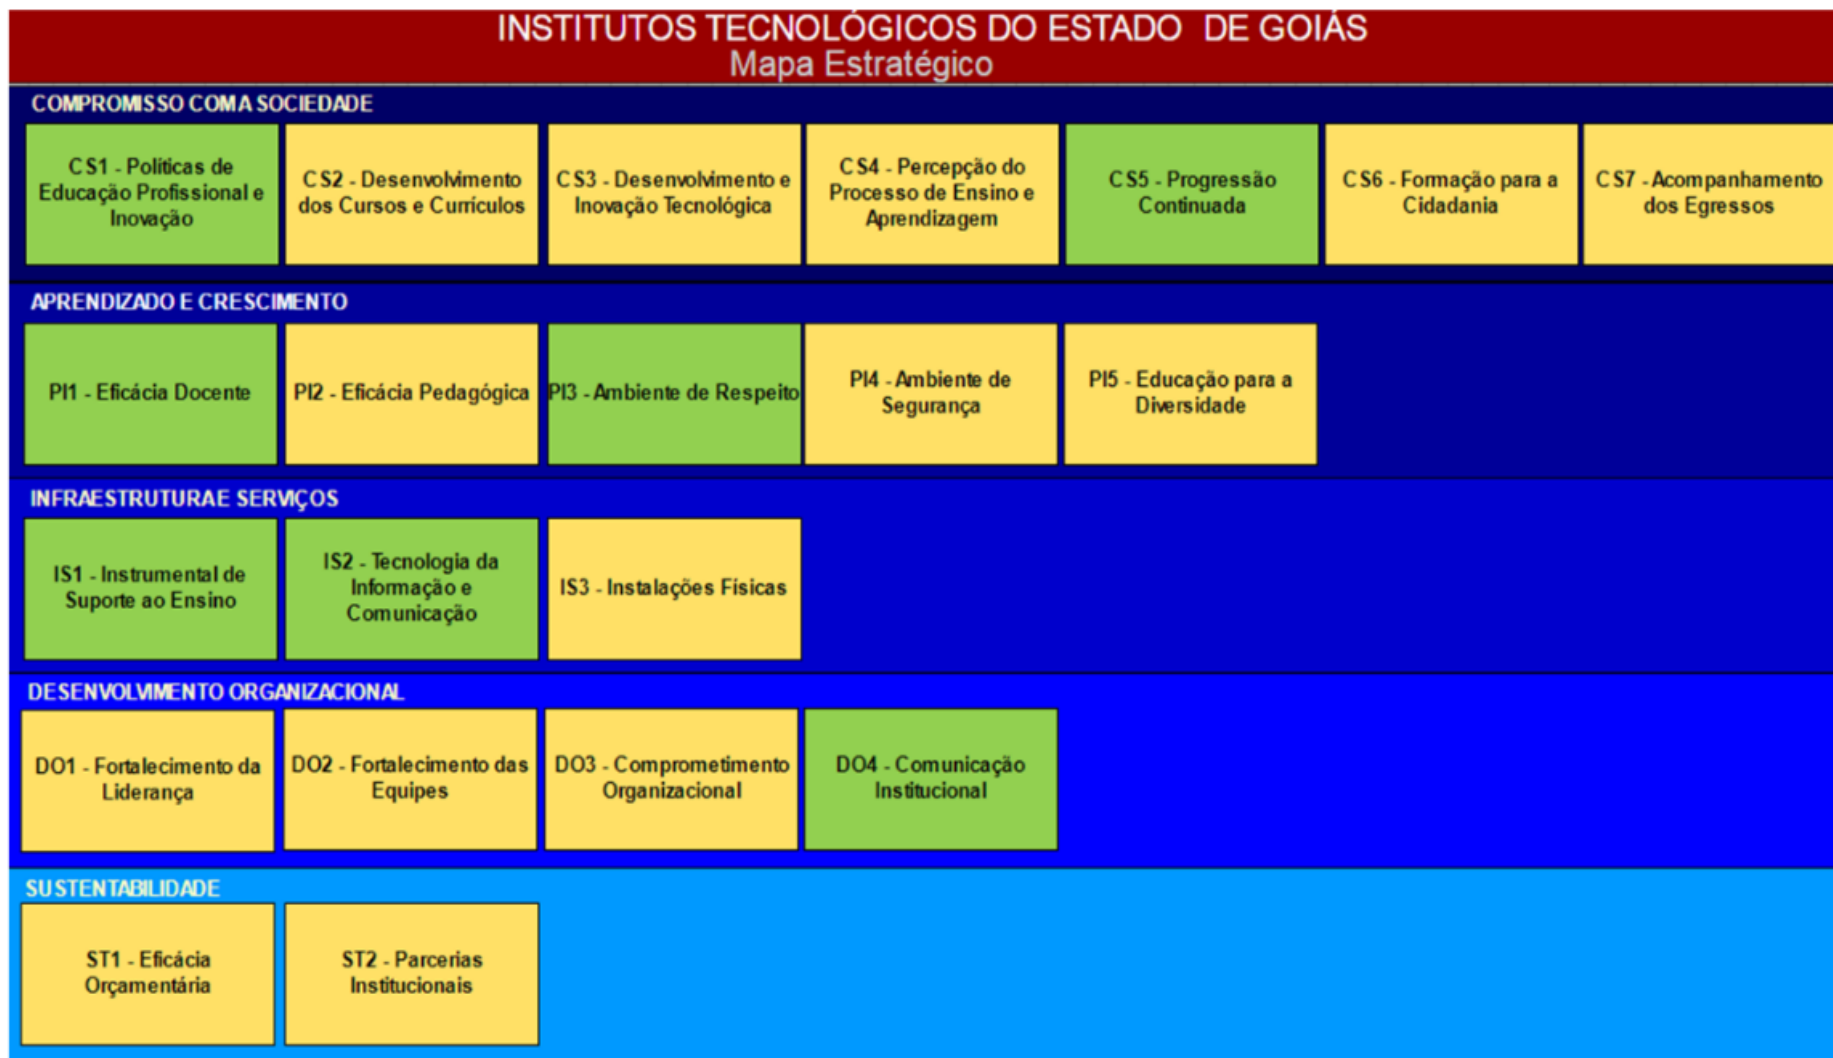 INSTITUTOS TECNOLÓGICOS DO ESTADO DE GOIÁS
Mapa Estratégico
COMPROMISSO COM A SOCIEDADE
CS1 - Políticas de
Educação Profissional e
Inovação
CS2 - Desenvolvimento
dos Cursos e Currículos
CS3 - Desenvolvimento e
Inovação Tecnológica
CS4 - Percepção do
Processo de Ensino e
Aprendizagem
CS5 - Progressão
Continuada
CS6 - Formação para a
Cidadania
CS7 - Acompanhamento
dos Egressos
APRENDIZADO E CRESCIMENTO
PI1 - Eficácia Docente
PI2 - Eficácia Pedagógica
PI3 - Ambiente de Respeito
PI4 - Ambiente de
Segurança
PI5 - Educação para a
Diversidade
INFRAESTRUTURA E SERVIÇOS
IS1 - Instrumental de
Suporte ao Ensino
IS2 - Tecnologia da
Informação e
Comunicação
IS3 - Instalações Físicas
DESENVOLVIMENTO ORGANIZACIONAL
DO1 - Fortalecimento da
Liderança
DO2 - Fortalecimento das
Equipes
DO3 - Comprometimento
Organizacional
DO4 - Comunicação
Institucional
SUSTENTABILIDADE
ST1 - Eficácia
Orçamentária
ST2 - Parcerias
Institucionais